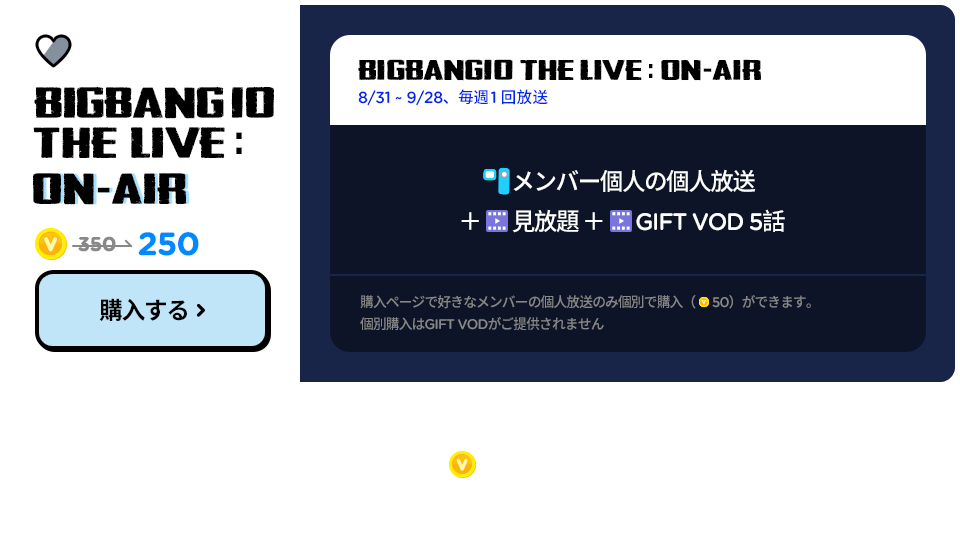 BIGBANG10
THE LIVE :
ON-AIR
V 350 → 250
購入する >
BIGBANG10 THE LIVE : ON-AIR
8/31 ~ 9/28、毎週1回放送
メンバー個人の個人放送
＋ 見放題 ＋ GIFT VOD 5話
購入ページで好きなメンバーの個人放送のみ個別で購入（ V 50）ができます。
個別購入はGIFT VODがご提供されません
V